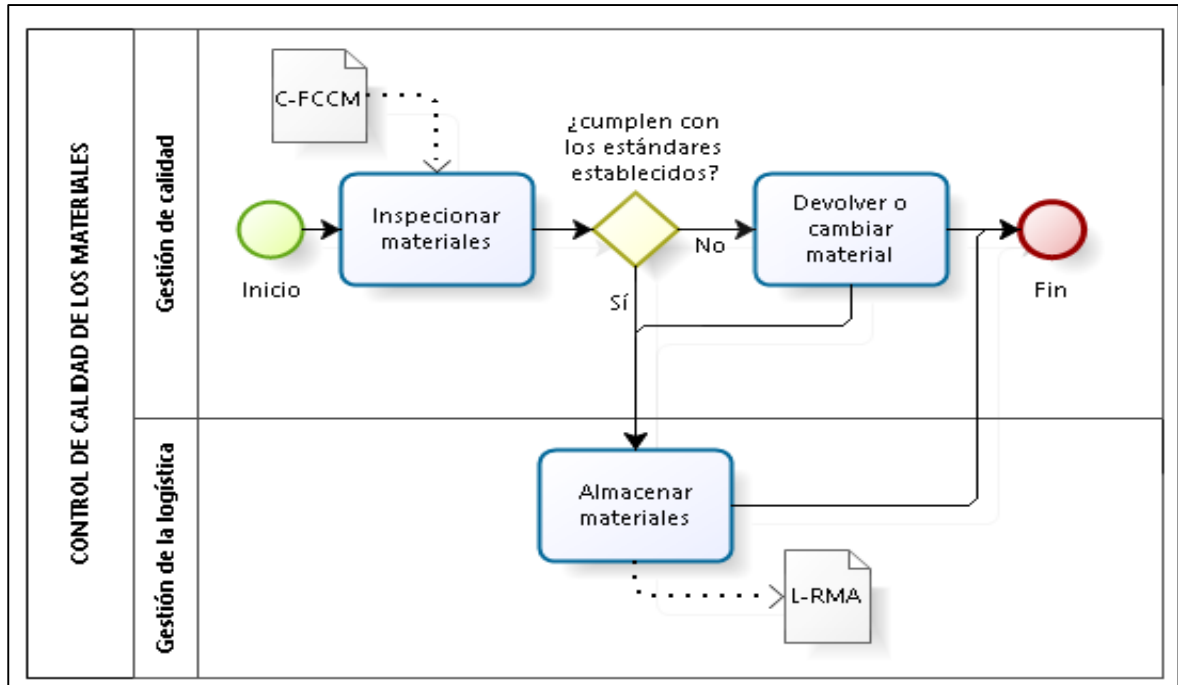 CONTROL DE CALIDAD DE LOS MATERIALES
Gestión de calidad
C-FCCM
¿cumplen con
los estándares
establecidos?
Inspecionar
materiales
Devolver o
cambiar
material
No
Inicio
Sí
Fin
Gestión de la logística
Almacenar
materiales
L-RMA